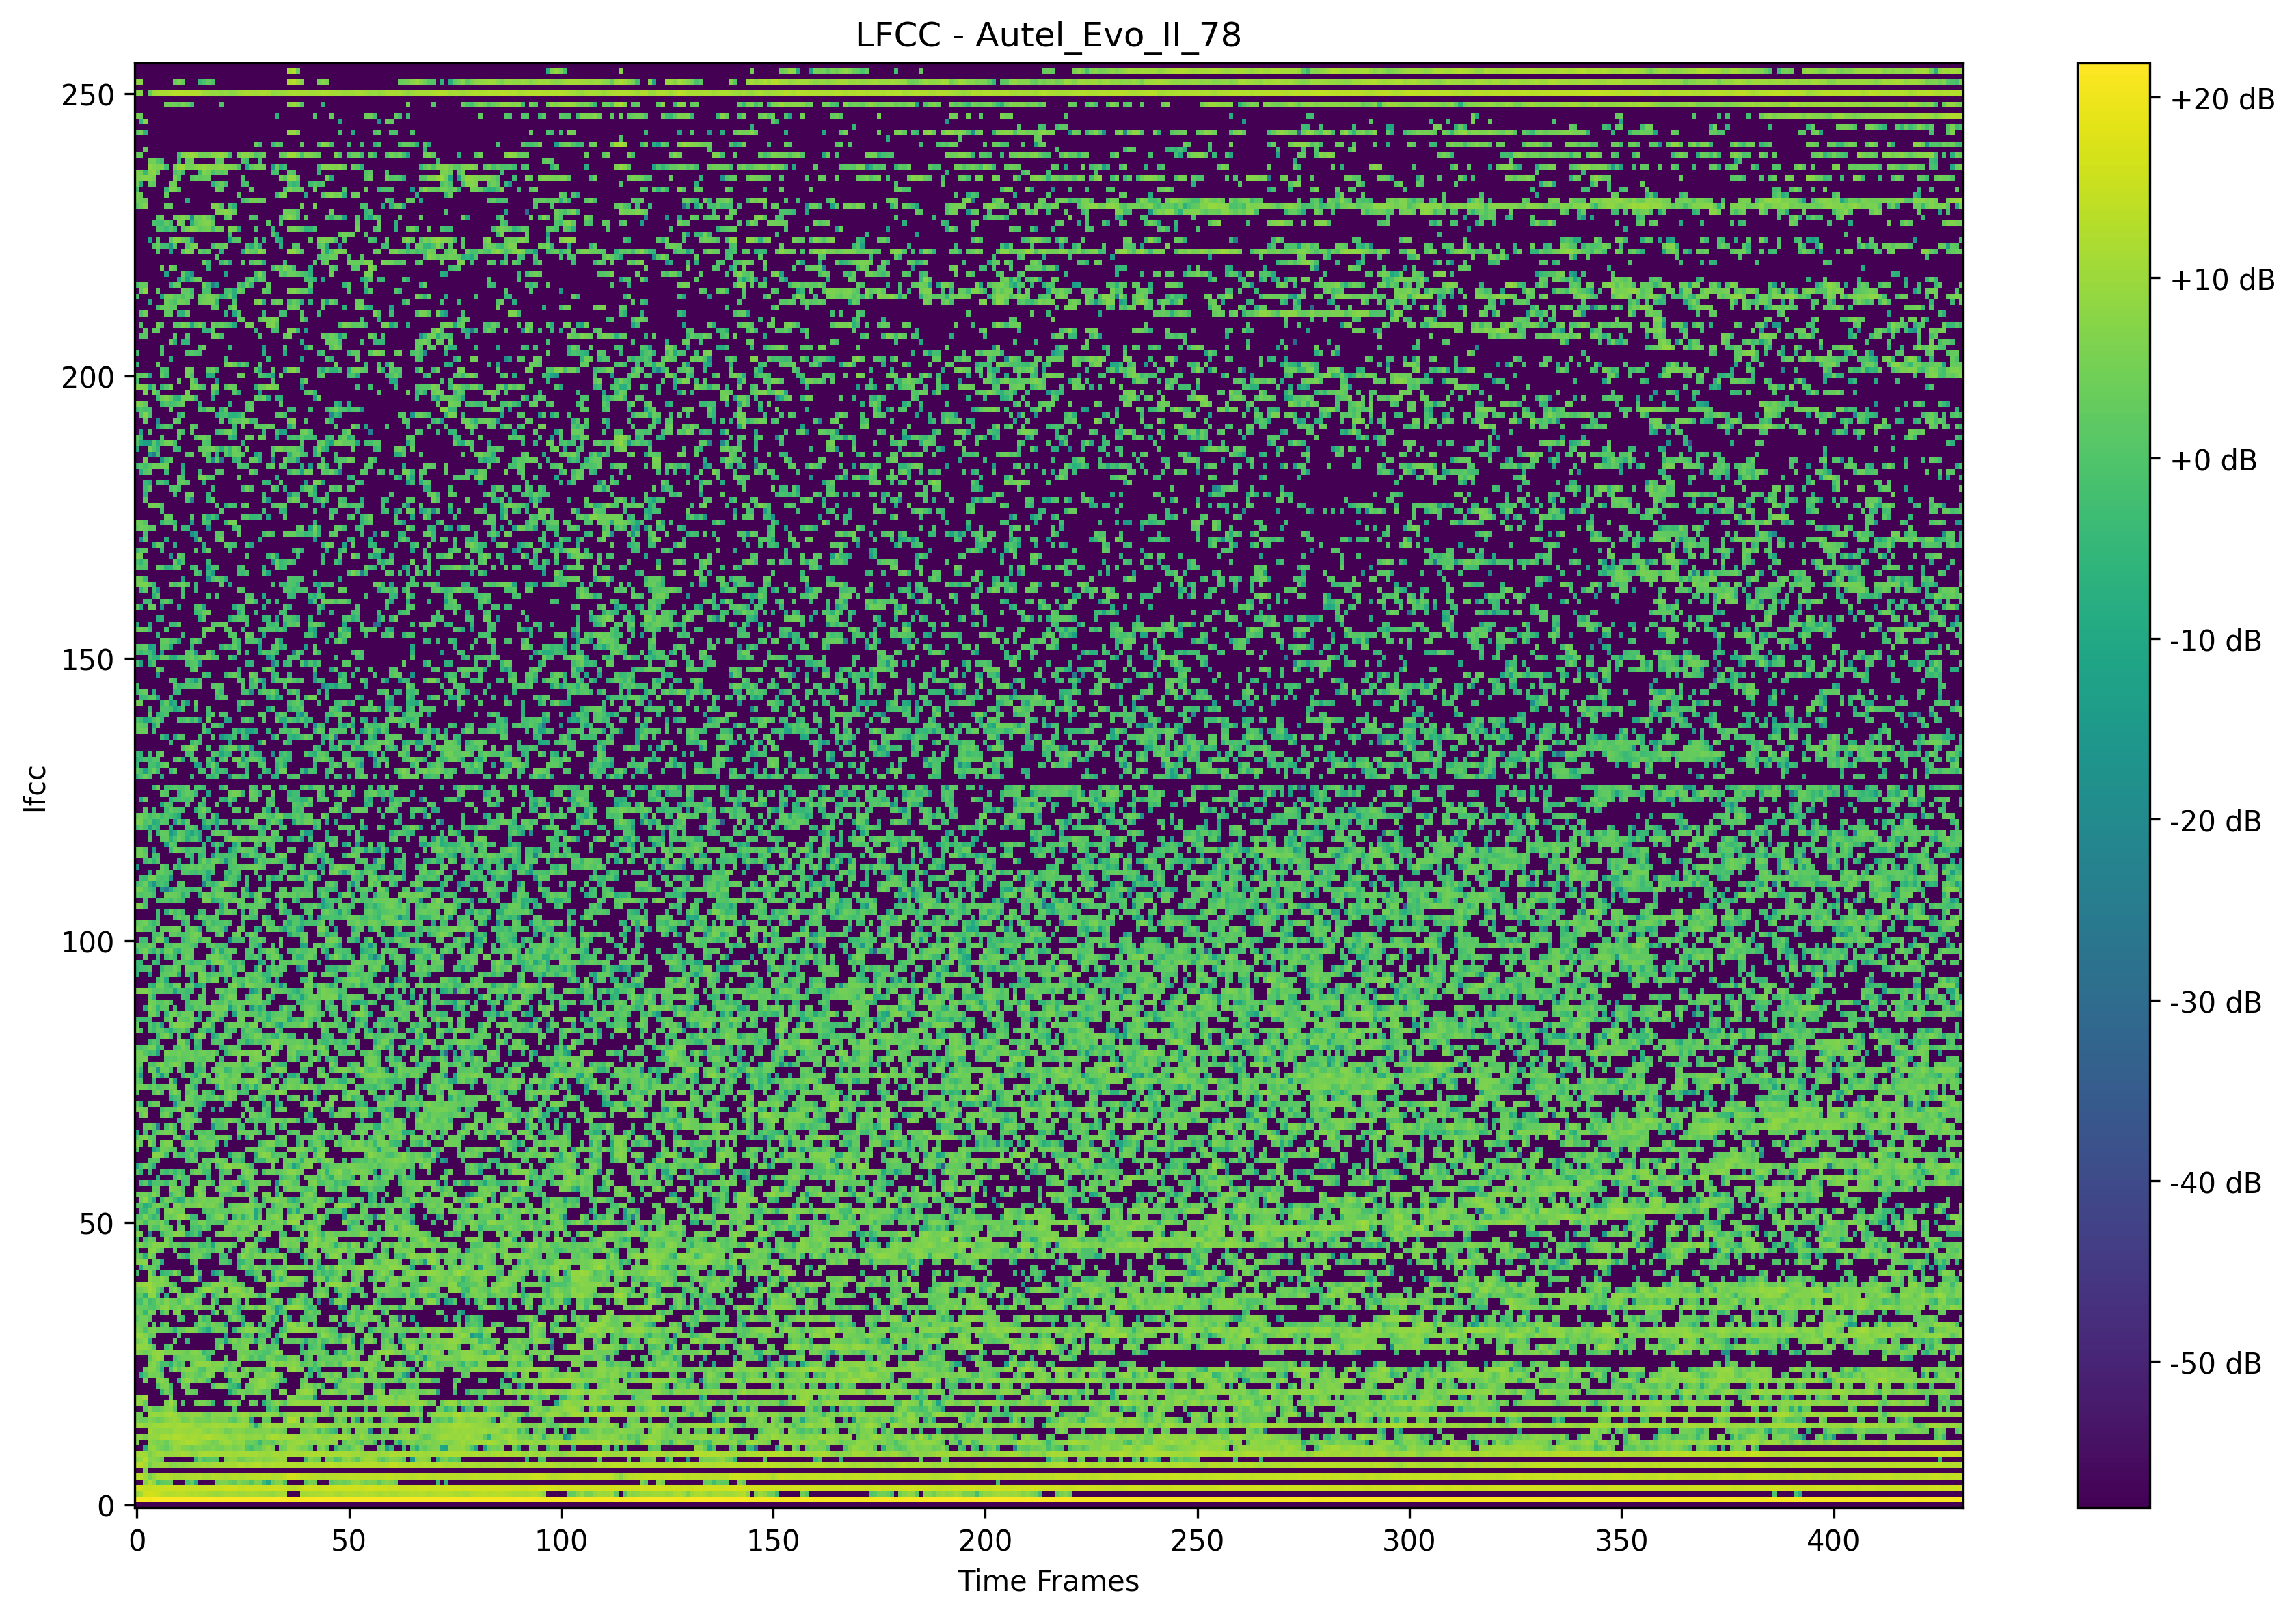 LFCC - Autel_Evo_II_78
250
200
150
100
50
0
lfcc
0 50 100 150 200 250 300 350 400
Time Frames
+20 dB
+10 dB
+0 dB
-10 dB
-20 dB
-30 dB
-40 dB
-50 dB